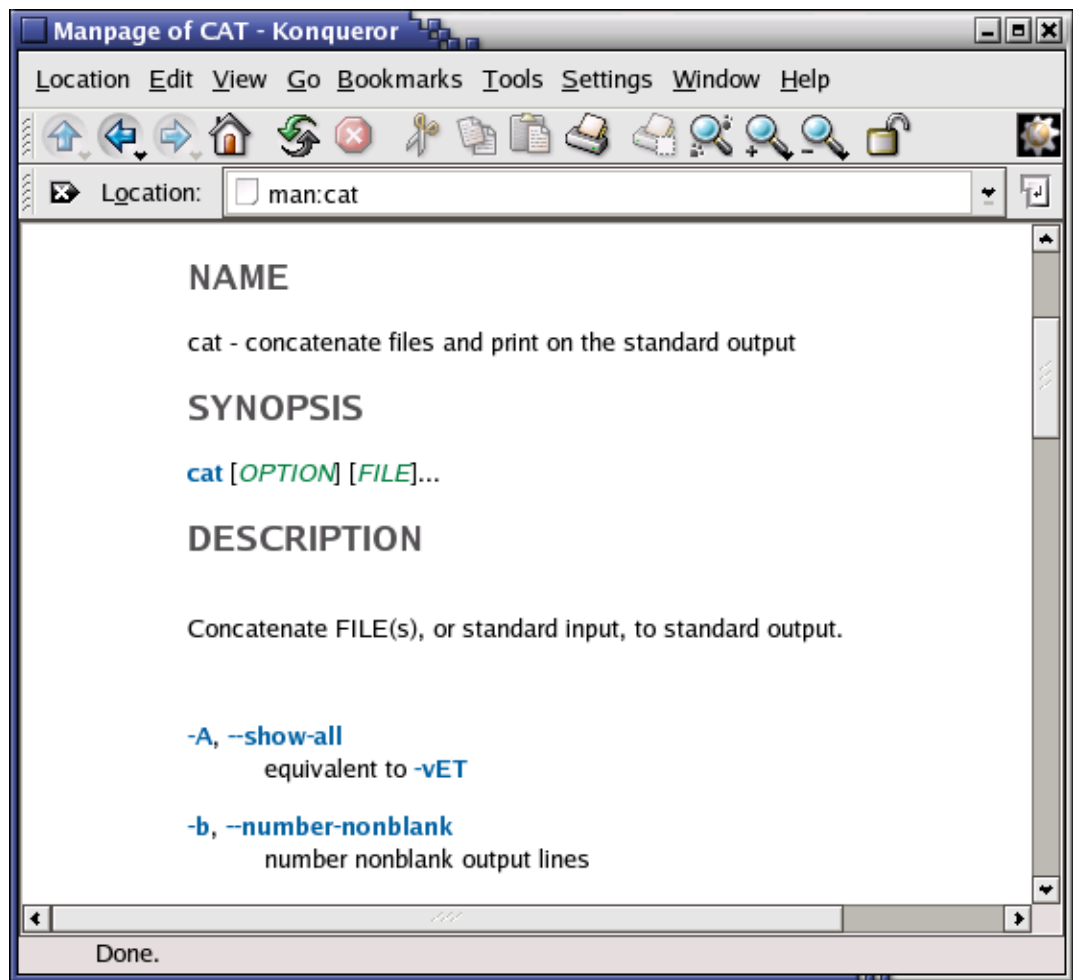 Manpage of CAT - Konqueror
Location Edit View Go Bookmarks Tools Settings Window Help
Location: man:cat
NAME
cat - concatenate files and print on the standard output
SYNOPSIS
cat [OPTION] [FILE]...
DESCRIPTION
Concatenate FILE(s), or standard input, to standard output.
-A, --show-all
equivalent to -vET
-b, --number-nonblank
number nonblank output lines
Done.